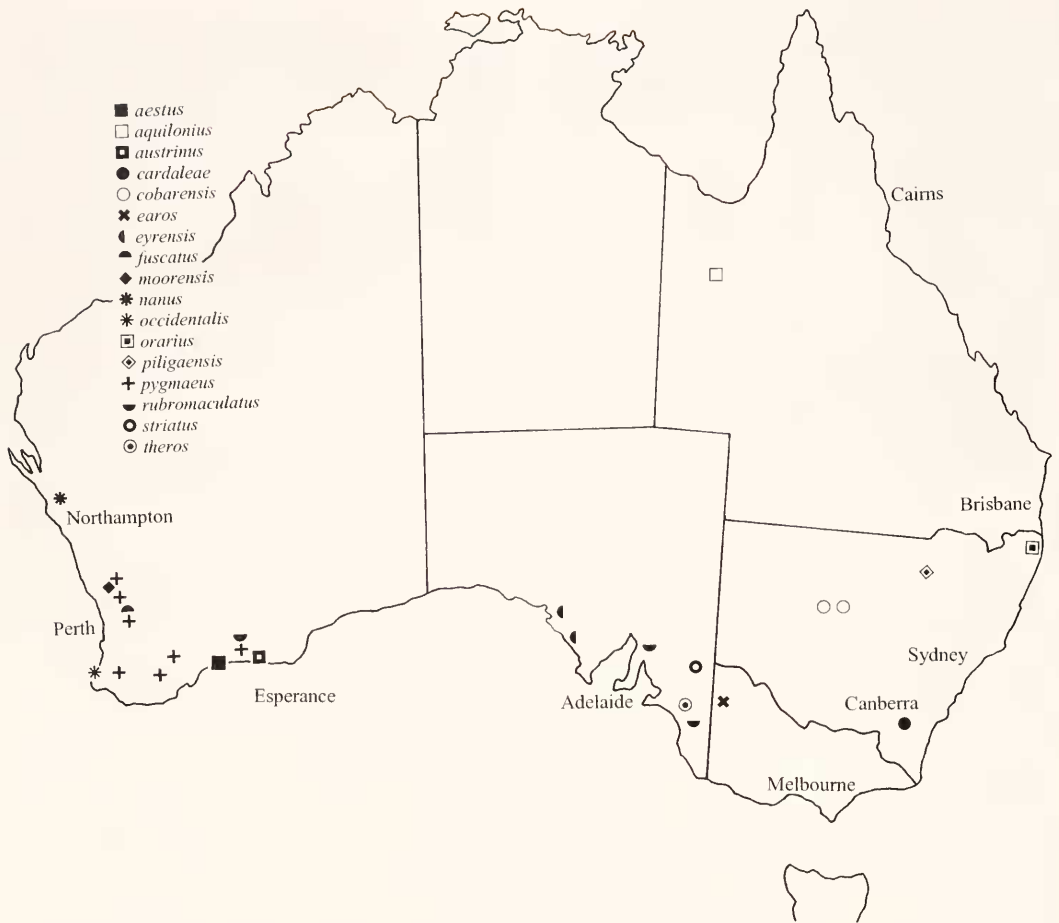 aestus
aquilonius
austrinus
cardaleae
cobarensis
earos
eyrensis
fuscatus
moorensis
nanus
occidentalis
orarius
piligaensis
pygmaeus
rubromaculatus
striatus
theros
Cairns
Northampton
Brisbane
Perth
Sydney
Esperance
Adelaide
Canberra
Melbourne